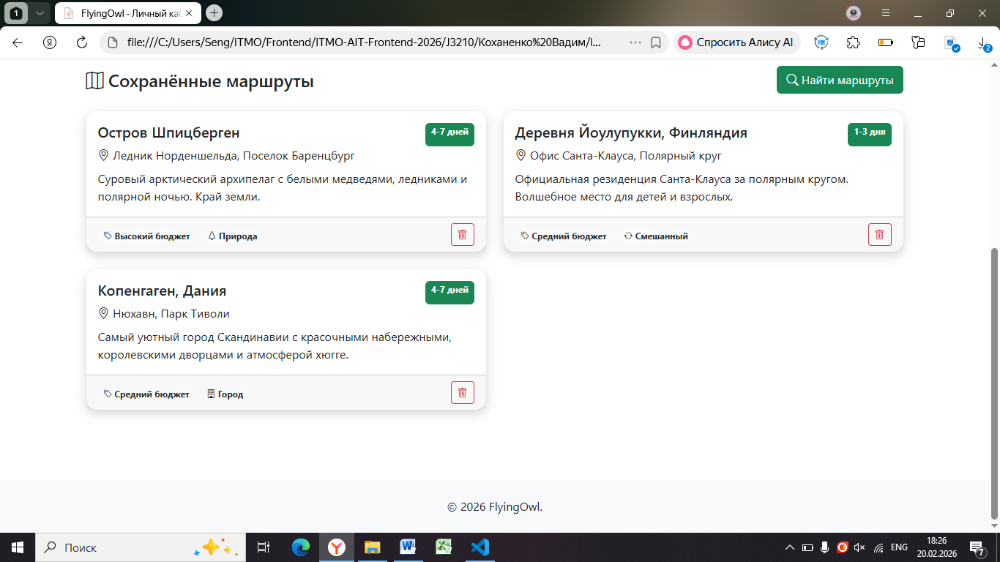 1
FlyingOwl - Личный каб
file:///C:/Users/Seng/ITMO/Frontend/ITMO-AIT-Frontend-2026/J3210/Коханенко%20Вадим/l...
Спросить Алису AI
2
Сохранённые маршруты
Найти маршруты
Остров Шпицберген
4-7 дней
Ледник Норденшельда, Поселок Баренцбург
Суровый арктический архипелаг с белыми медведями, ледниками и
полярной ночью. Край земли.
Высокий бюджет
Природа
Деревня Йоулупукки, Финляндия
1-3 дня
Офис Санта-Клауса, Полярный круг
Официальная резиденция Санта-Клауса за полярным кругом.
Волшебное место для детей и взрослых.
Средний бюджет
Смешанный
Копенгаген, Дания
4-7 дней
Нюхавн, Парк Тиволи
Самый уютный город Скандинавии с красочными набережными,
королевскими дворцами и атмосферой хюгге.
Средний бюджет
Город
© 2026 FlyingOwl.
Поиск
ENG
18:26
20.02.2026
7